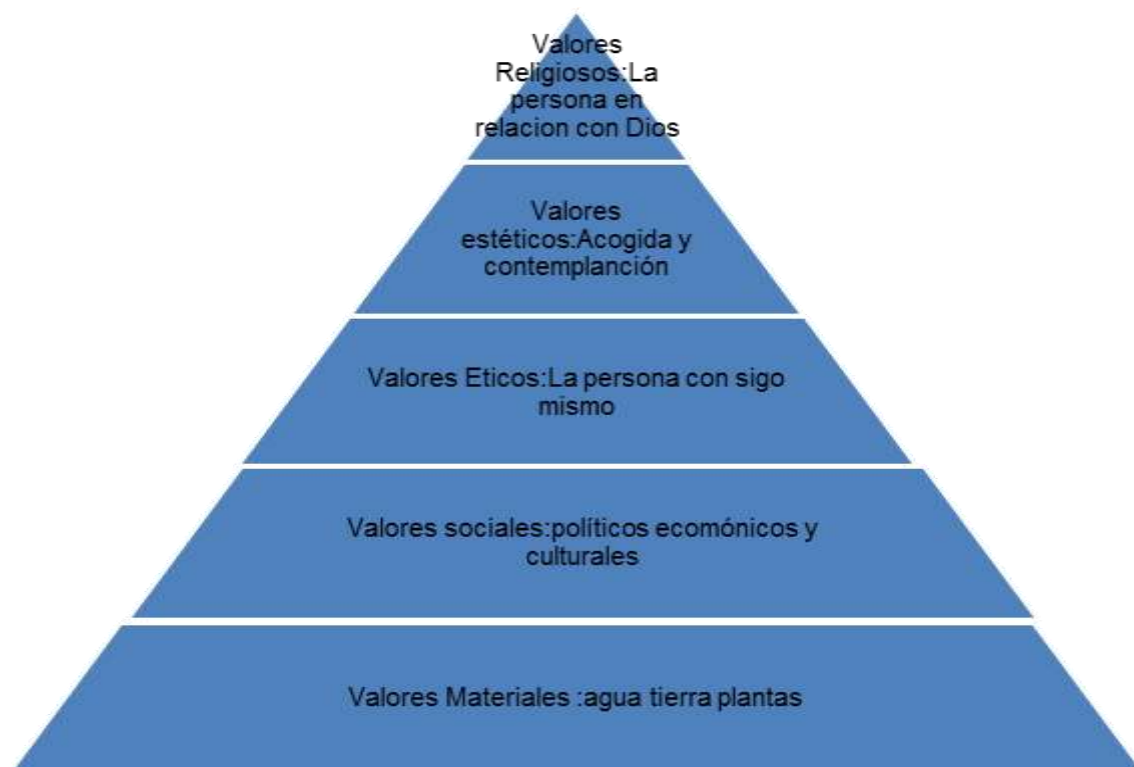 Valores
Religiosos:La
persona en
relacion con Dios
Valores
estéticos:Acogida y
contemplanción
Valores Eticos:La persona con sigo
mismo
Valores sociales:políticos ecomónicos y
culturales
Valores Materiales :agua tierra plantas